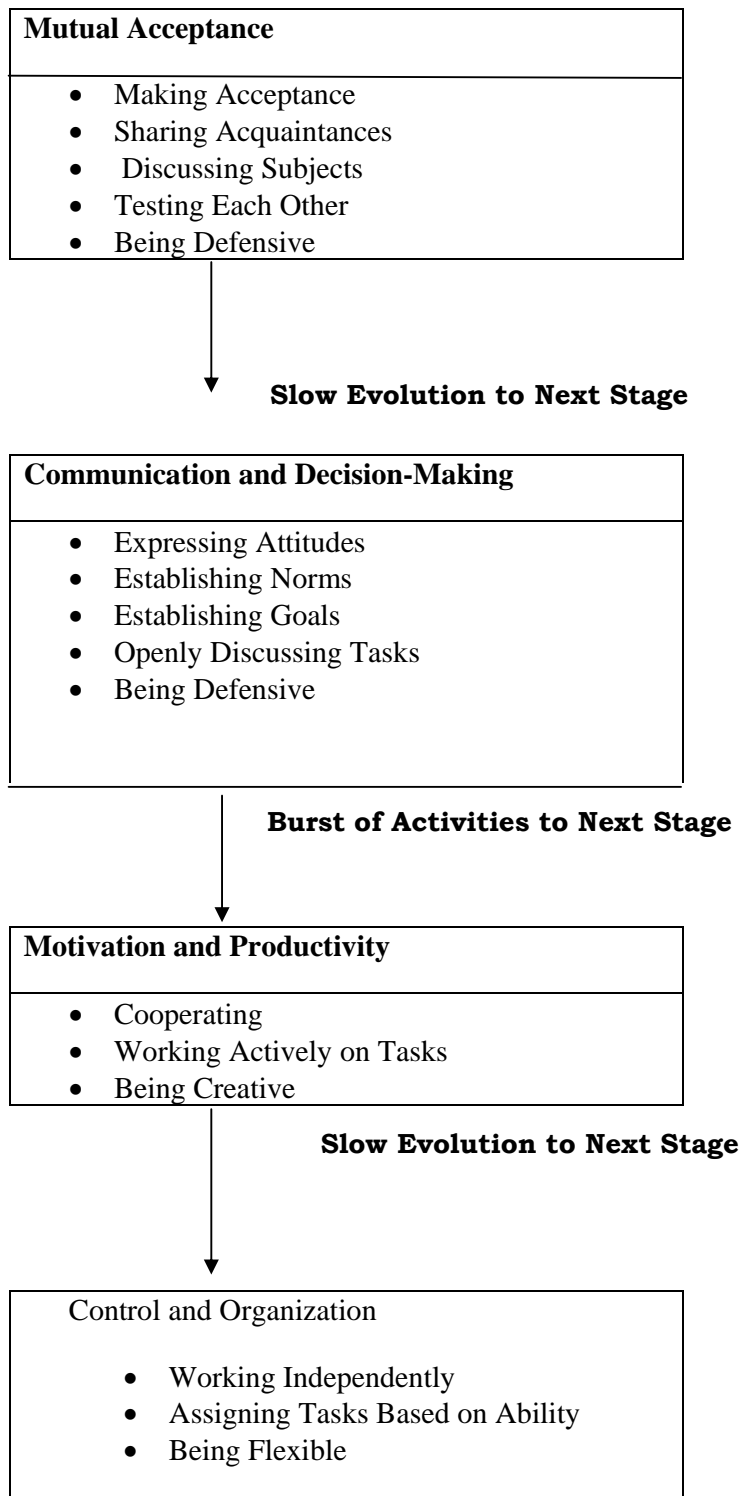 Mutual Acceptance
• Making Acceptance
• Sharing Acquaintances
• Discussing Subjects
• Testing Each Other
• Being Defensive
Slow Evolution to Next Stage
Communication and Decision-Making
• Expressing Attitudes
• Establishing Norms
• Establishing Goals
• Openly Discussing Tasks
• Being Defensive
Burst of Activities to Next Stage
Motivation and Productivity
• Cooperating
• Working Actively on Tasks
• Being Creative
Slow Evolution to Next Stage
Control and Organization
• Working Independently
• Assigning Tasks Based on Ability
• Being Flexible